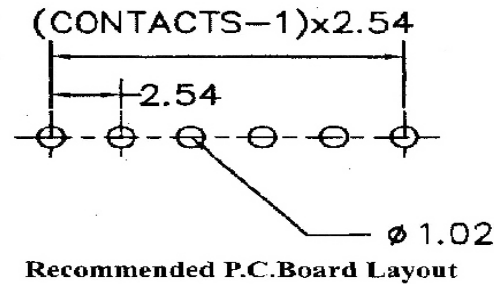 (CONTACTS-1)x2.54
2.54
ø 1.02
Recommended P.C.Board Layout